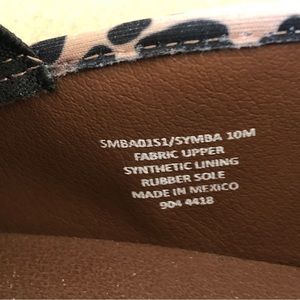 SMBA0151/SYMBA 10M
FABRIC UPPER
SYNTHETIC LINING
RUBBER SOLE
MADE IN MEXICO
904 4418